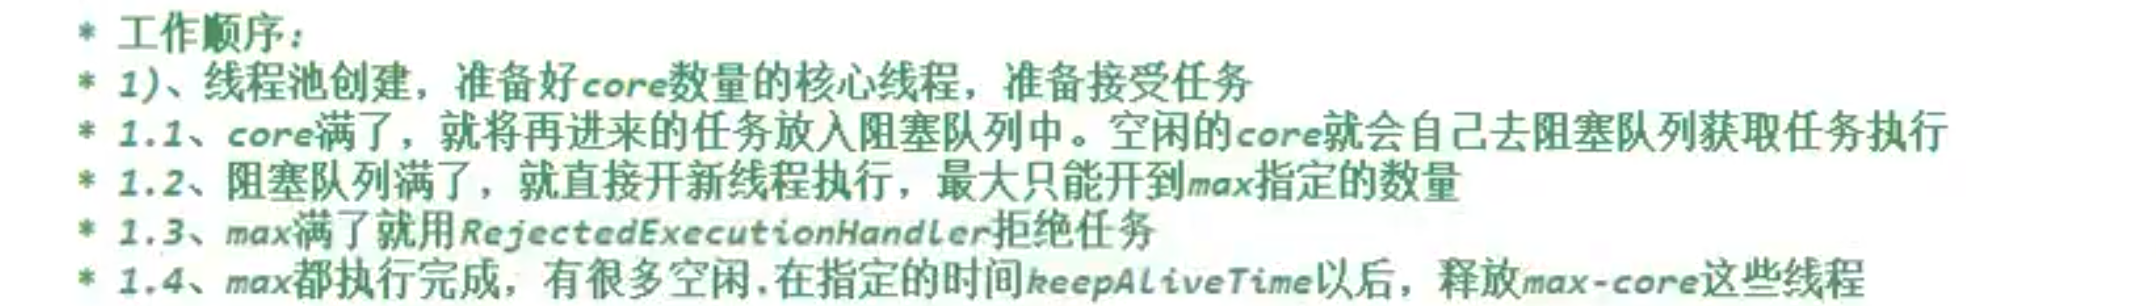 * 工作顺序:
* 1)、线程池创建，准备好core数量的核心线程，准备接受任务
* 1.1、core满了，就将再进来的任务放入阻塞队列中。空闲的core就会自己去阻塞队列获取任务执行
* 1.2、阻塞队列满了，就直接开新线程执行，最大只能开到max指定的数量
* 1.3、max满了就用RejectedExecutionHandler拒绝任务
* 1.4、max都执行完成，有很多空闲.在指定的时间keepAliveTime以后，释放max-core这些线程